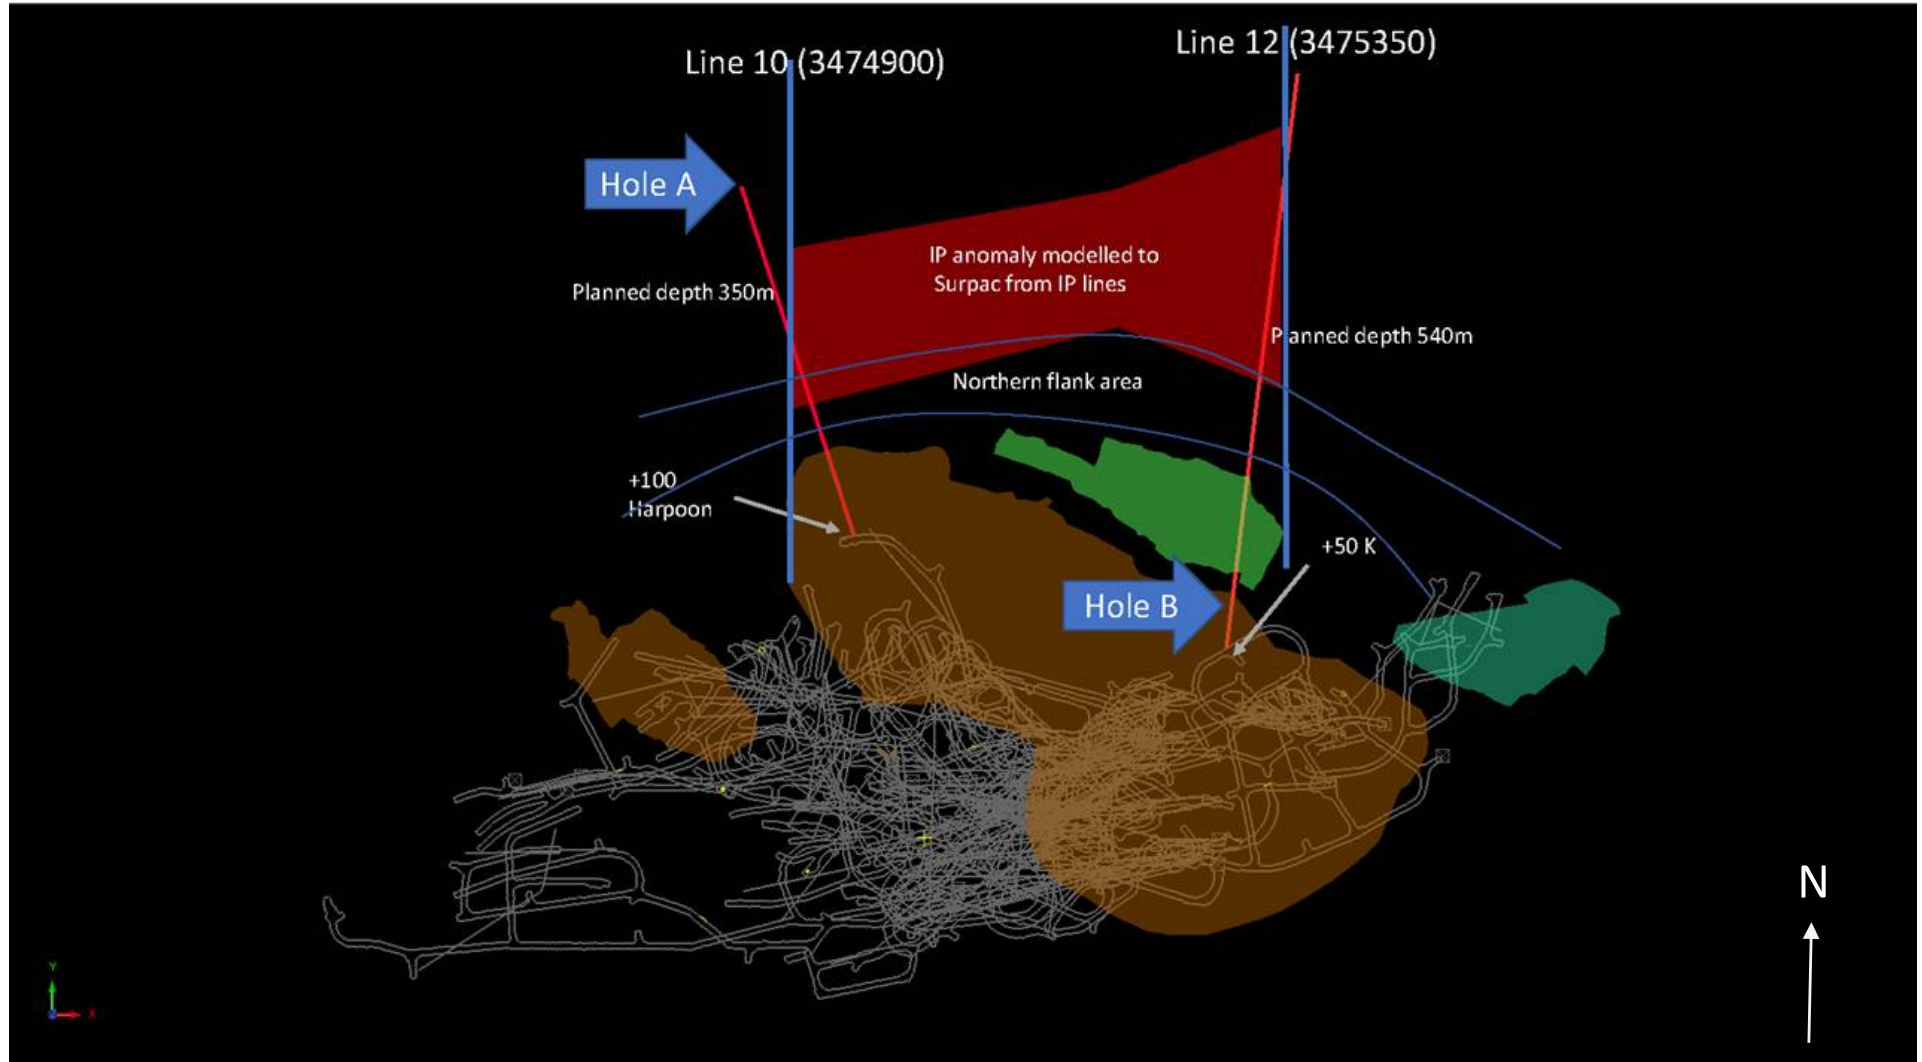 Line 10 (3474900)
Line 12 (3475350)
Hole A
IP anomaly modelled to
Surpac from IP lines
Planned depth 350m
Planned depth 540m
Northern flank area
+100
Harpoon
+50 K
Hole B
N
Y
X